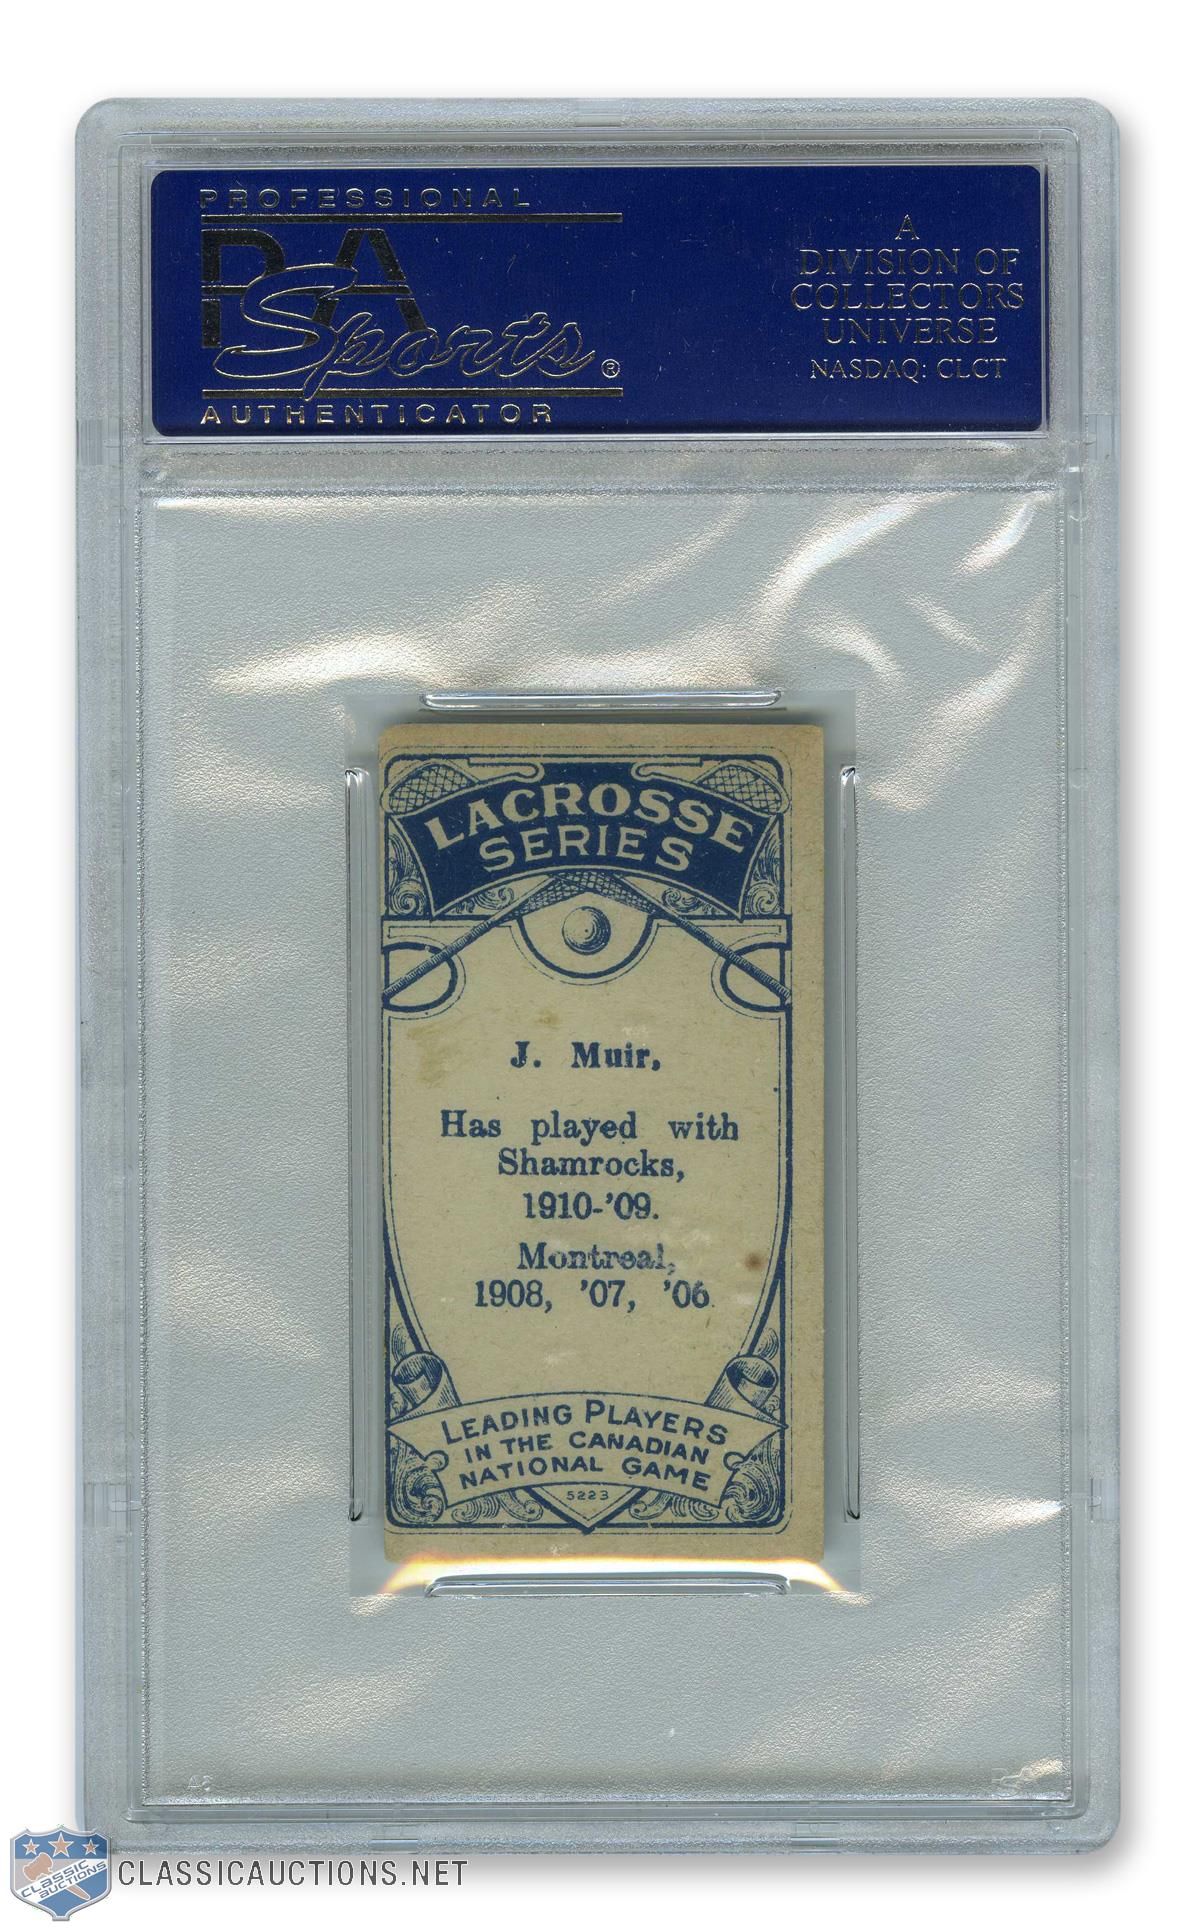 PROFESSIONAL
PSA
Sports®
AUTHENTICATOR
A
DIVISION OF
COLLECTORS
UNIVERSE
NASDAQ: CLCT
LACROSSE
SERIES
J. Muir,
Has played with
Shamrocks,
1910-'09.
Montreal,
1908, '07, '06
LEADING PLAYERS
IN THE CANADIAN
NATIONAL GAME
5223
CLASSIC
AUCTIONS
CLASSICAUCTIONS.NET